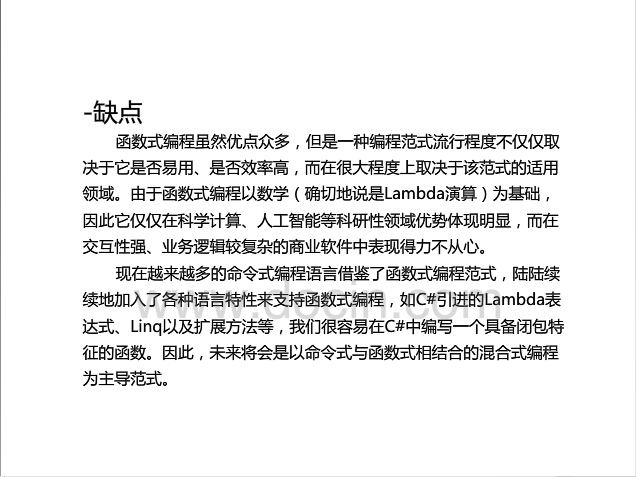 -缺点
函数式编程虽然优点众多，但是一种编程范式流行程度不仅仅取
决于它是否易用、是否效率高，而在很大程度上取决于该范式的适用
领域。由于函数式编程以数学（确切地说是Lambda演算）为基础，
因此它仅仅在科学计算、人工智能等科研性领域优势体现明显，而在
交互性强、业务逻辑较复杂的商业软件中表现得力不从心。
现在越来越多的命令式编程语言借鉴了函数式编程范式，陆陆续
续地加入了各种语言特性来支持函数式编程，如C#引进的Lambda表
www.docin.com
达式、Linq以及扩展方法等，我们很容易在C#中编写一个具备闭包特
征的函数。因此，未来将会是以命令式与函数式相结合的混合式编程
为主导范式。